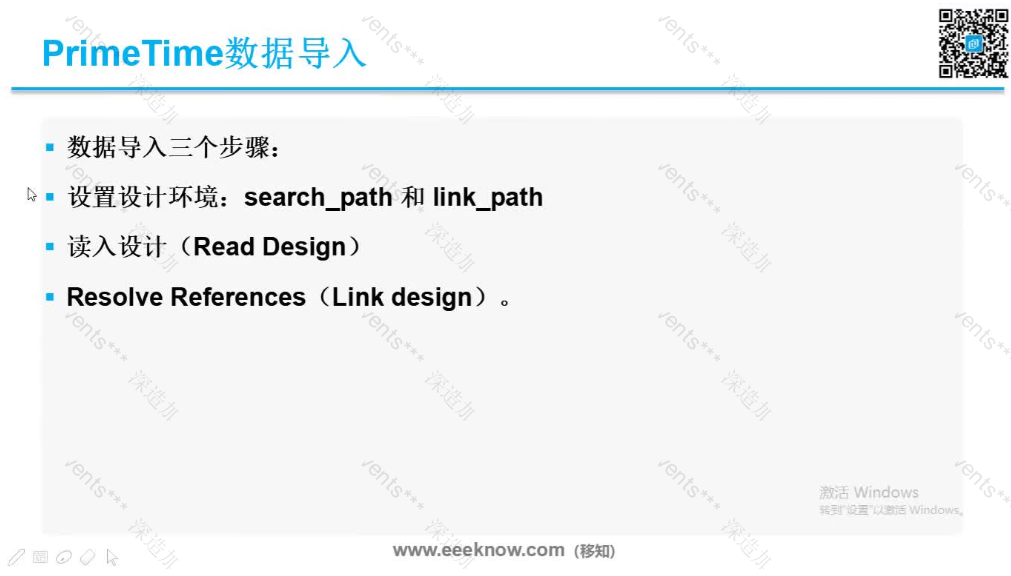 PrimeTime数据导入
数据导入三个步骤：
设置设计环境：search_path 和 link_path
读入设计（Read Design）
Resolve References（Link design）。
激活 Windows
转到"设置"以激活 Windows。
www.eeeknow.com（移知）